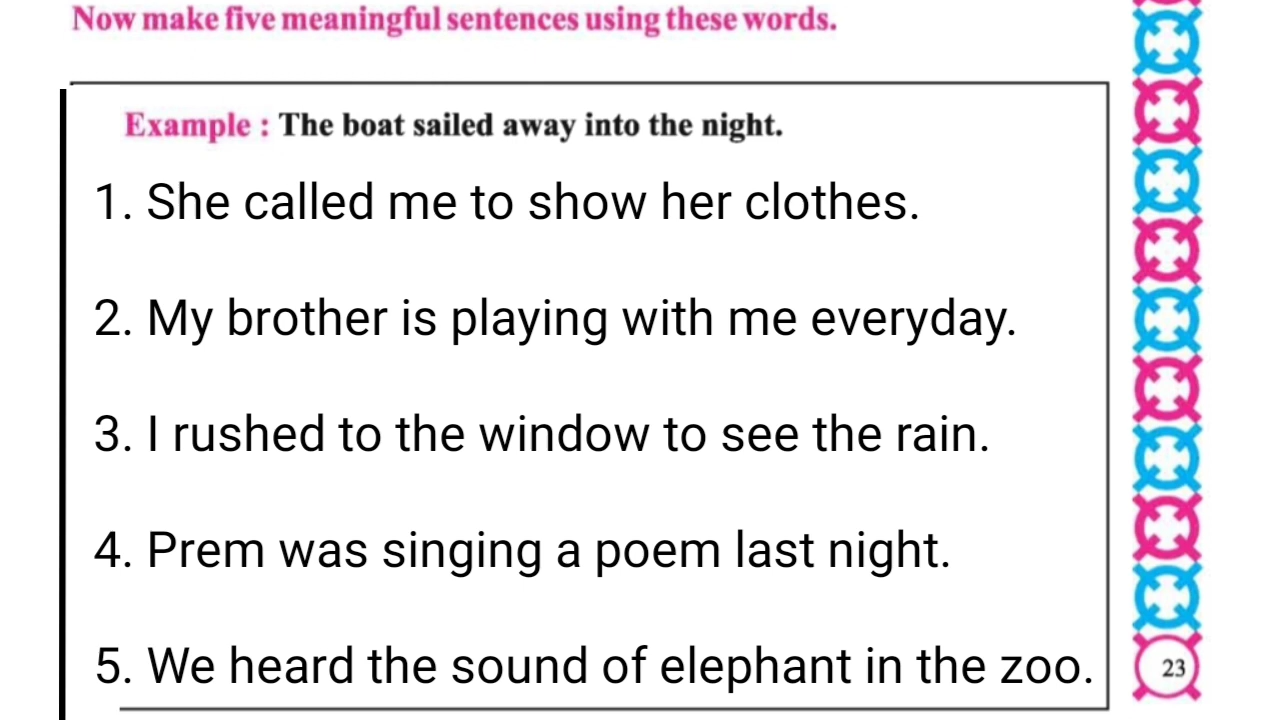 Now make five meaningful sentences using these words.
Example : The boat sailed away into the night.
1. She called me to show her clothes.
2. My brother is playing with me everyday.
3. I rushed to the window to see the rain.
4. Prem was singing a poem last night.
5. We heard the sound of elephant in the zoo.
23